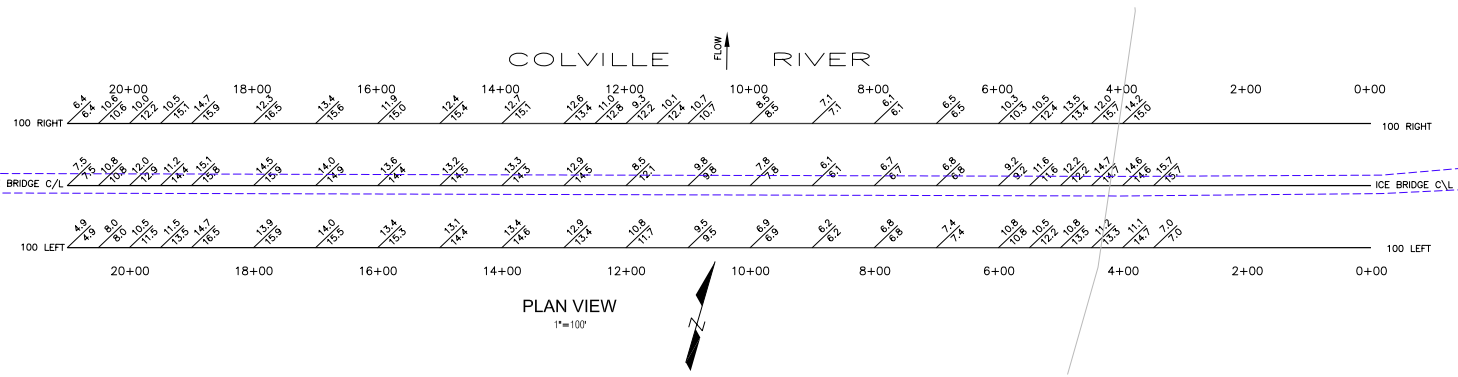 COLVILLE RIVER
FLOW
20+00 18+00 16+00 14+00 12+00 10+00 8+00 6+00 4+00 2+00 0+00
6.4 10.6 10.0 10.5 14.7 12.3 13.4 11.9 12.4 12.7 12.6 11.0 9.3 10.1 10.7 8.5 7.1 6.1 6.5 10.3 10.5 13.5 12.0 14.2
6.4 10.6 12.2 15.1 15.9 16.5 15.6 15.0 15.4 15.1 13.4 12.8 12.2 12.4 10.7 8.5 7.1 6.1 6.5 10.3 12.4 13.4 15.7 15.0
100 RIGHT 100 RIGHT
7.5 10.8 12.0 11.2 15.1 14.5 14.0 13.6 13.2 13.3 12.9 8.5 9.8 7.8 6.1 6.7 6.8 9.2 11.6 12.2 14.7 14.6 15.7
7.5 10.8 12.9 14.4 15.8 15.9 14.9 14.4 14.5 14.3 14.5 12.1 9.8 7.8 6.1 6.7 6.8 9.2 11.6 12.2 14.7 14.6 15.7
BRIDGE C/L ICE BRIDGE C\L
4.9 8.0 10.5 11.5 14.7 13.9 14.0 13.4 13.1 13.4 12.9 10.8 9.5 6.9 6.2 6.8 7.4 10.8 10.5 10.8 11.2 11.1 7.0
4.9 8.0 11.5 13.5 16.5 15.9 15.5 15.3 14.4 14.6 13.4 11.7 9.5 6.9 6.2 6.8 7.4 10.8 12.2 13.5 13.3 14.7 7.0
100 LEFT 100 LEFT
20+00 18+00 16+00 14+00 12+00 10+00 8+00 6+00 4+00 2+00 0+00
PLAN VIEW
1"=100'
N